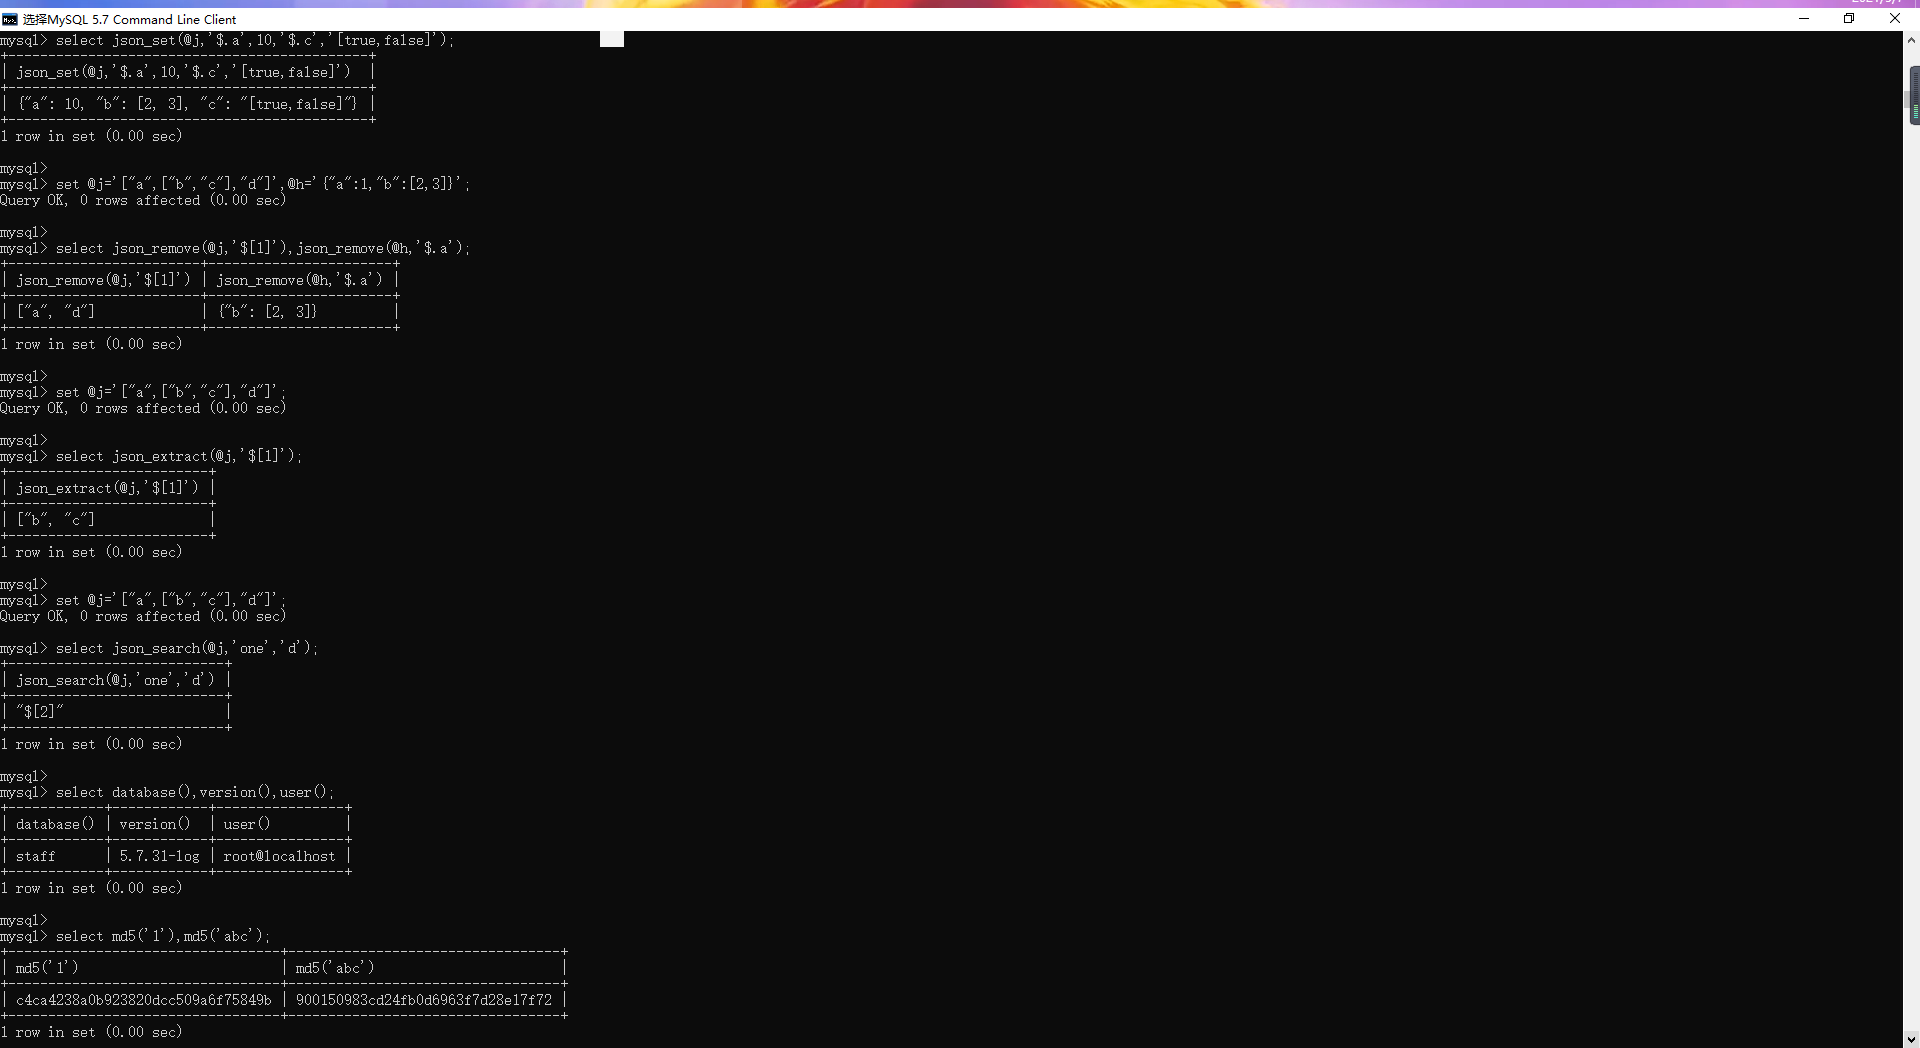 选择MySQL 5.7 Command Line Client
mysql> select json_set(@j,'$.a',10,'$.c','[true,false]');
+----------------------------------------------+
| json_set(@j,'$.a',10,'$.c','[true,false]')  |
+----------------------------------------------+
| {"a": 10, "b": [2, 3], "c": "[true,false]"} |
+----------------------------------------------+
1 row in set (0.00 sec)
mysql>
mysql> set @j='["a",["b","c"],"d"]',@h='{"a":1,"b":[2,3]}';
Query OK, 0 rows affected (0.00 sec)
mysql>
mysql> select json_remove(@j,'$[1]'),json_remove(@h,'$.a');
+------------------------+-----------------------+
| json_remove(@j,'$[1]') | json_remove(@h,'$.a') |
+------------------------+-----------------------+
| ["a", "d"]             | {"b": [2, 3]}         |
+------------------------+-----------------------+
1 row in set (0.00 sec)
mysql>
mysql> set @j='["a",["b","c"],"d"]';
Query OK, 0 rows affected (0.00 sec)
mysql>
mysql> select json_extract(@j,'$[1]');
+-------------------------+
| json_extract(@j,'$[1]') |
+-------------------------+
| ["b", "c"]              |
+-------------------------+
1 row in set (0.00 sec)
mysql>
mysql> set @j='["a",["b","c"],"d"]';
Query OK, 0 rows affected (0.00 sec)
mysql> select json_search(@j,'one','d');
+---------------------------+
| json_search(@j,'one','d') |
+---------------------------+
| "$[2]"                    |
+---------------------------+
1 row in set (0.00 sec)
mysql>
mysql> select database(),version(),user();
+------------+------------+----------------+
| database() | version()  | user()         |
+------------+------------+----------------+
| staff      | 5.7.31-log | root@localhost |
+------------+------------+----------------+
1 row in set (0.00 sec)
mysql>
mysql> select md5('1'),md5('abc');
+----------------------------------+----------------------------------+
| md5('1')                         | md5('abc')                       |
+----------------------------------+----------------------------------+
| c4ca4238a0b923820dcc509a6f75849b | 900150983cd24fb0d6963f7d28e17f72 |
+----------------------------------+----------------------------------+
1 row in set (0.00 sec)